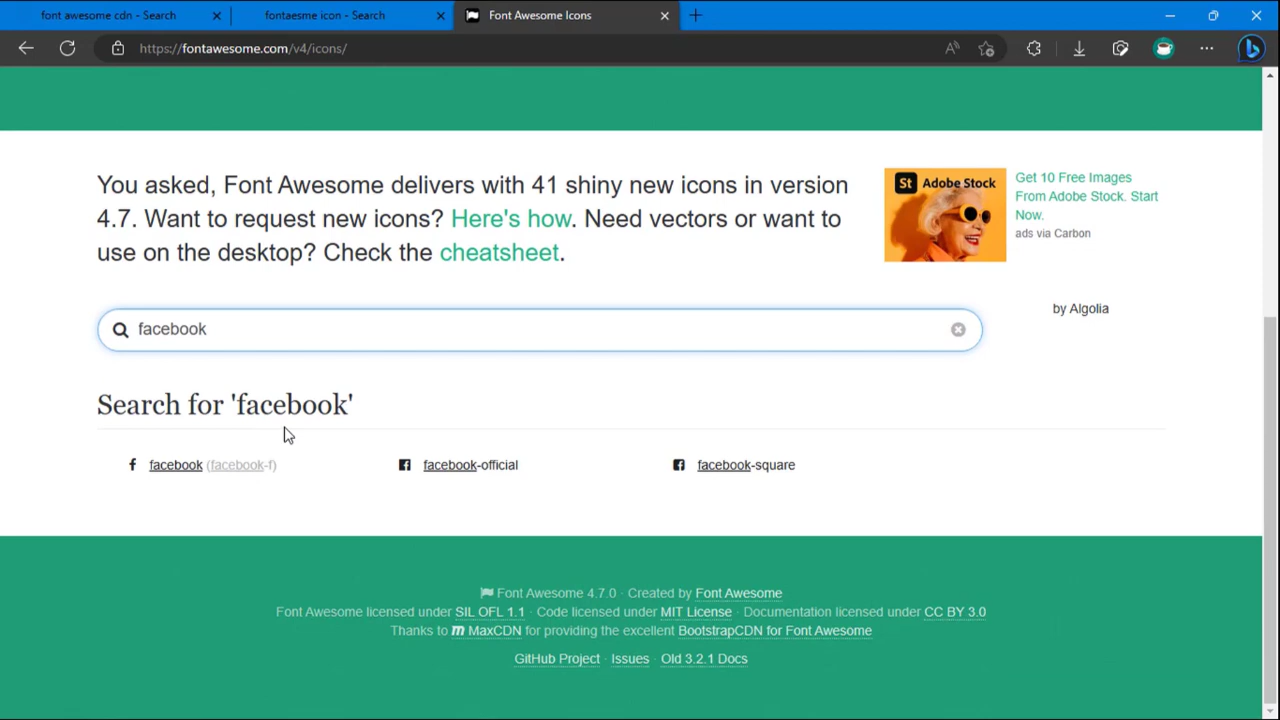 font awesome cdn - Search
fontaesme icon - Search
Font Awesome Icons
https://fontawesome.com/v4/icons/
You asked, Font Awesome delivers with 41 shiny new icons in version
4.7. Want to request new icons? Here's how. Need vectors or want to
use on the desktop? Check the cheatsheet.
St Adobe Stock
Get 10 Free Images
From Adobe Stock. Start
Now.
ads via Carbon
by Algolia
facebook
Search for 'facebook'
facebook (facebook-f)
facebook-official
facebook-square
Font Awesome 4.7.0 · Created by Font Awesome
Font Awesome licensed under SIL OFL 1.1 · Code licensed under MIT License · Documentation licensed under CC BY 3.0
Thanks to MaxCDN for providing the excellent BootstrapCDN for Font Awesome
GitHub Project · Issues · Old 3.2.1 Docs